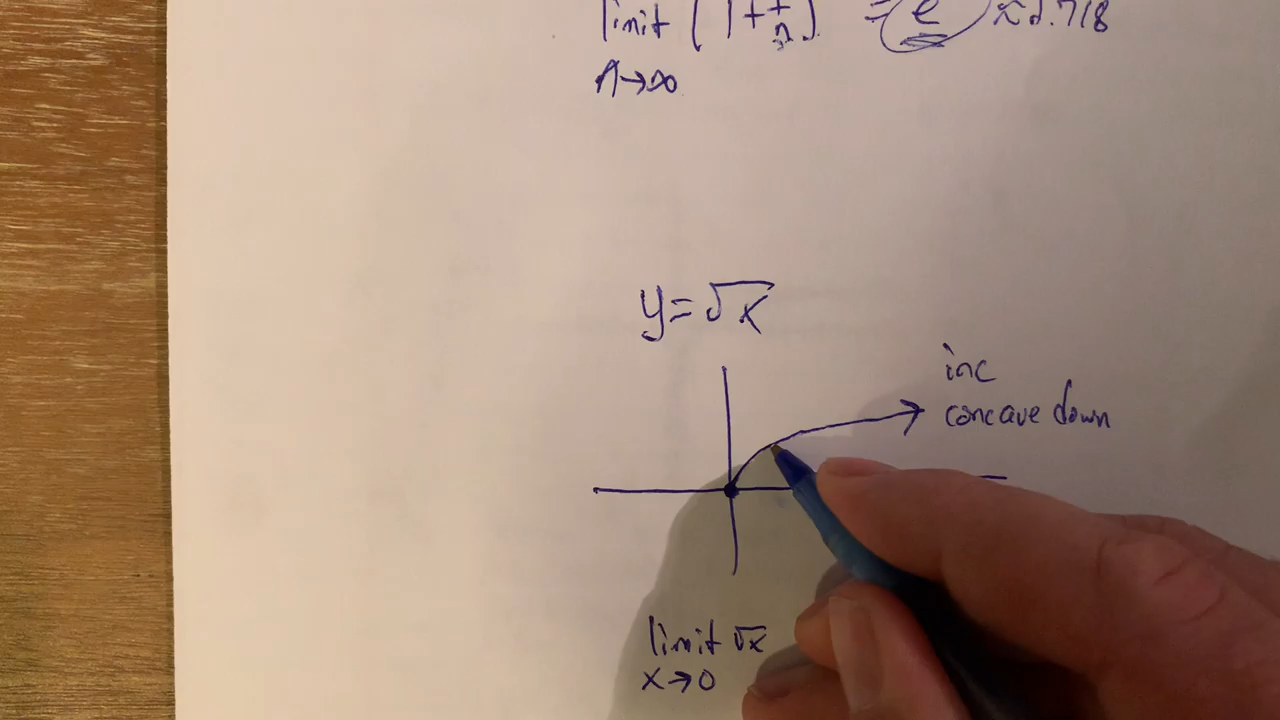 limit (1+1/n) = e ≈2.718
n→∞
y=√x
inc
concave down
limit √x
x→0